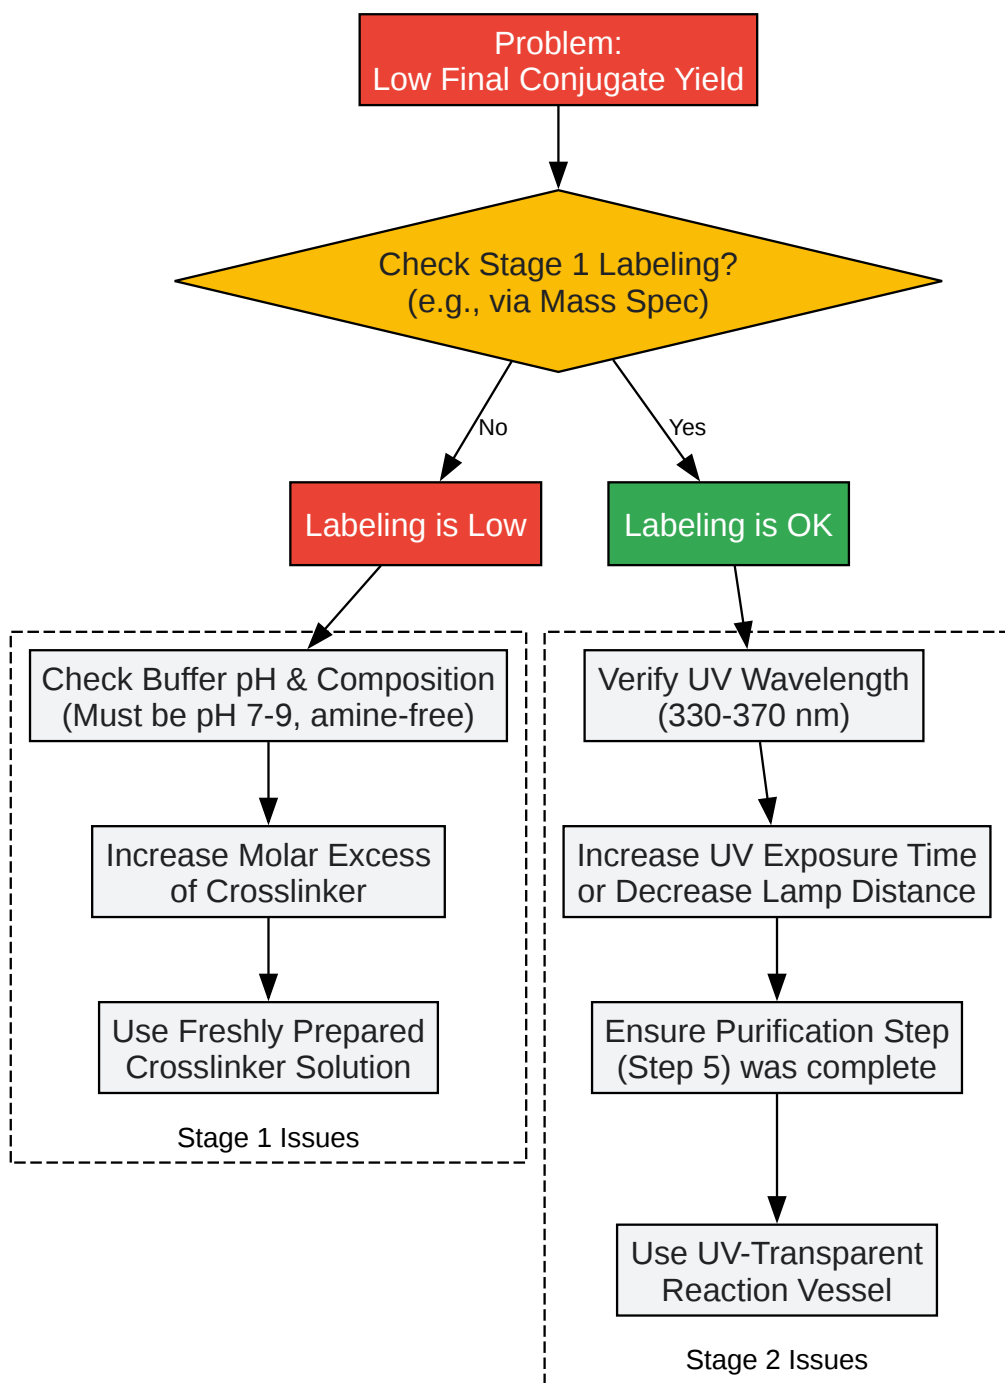 Problem:
Low Final Conjugate Yield
Check Stage 1 Labeling?
(e.g., via Mass Spec)
No
Yes
Labeling is Low
Labeling is OK
Check Buffer pH & Composition
(Must be pH 7-9, amine-free)
Increase Molar Excess
of Crosslinker
Use Freshly Prepared
Crosslinker Solution
Stage 1 Issues
Verify UV Wavelength
(330-370 nm)
Increase UV Exposure Time
or Decrease Lamp Distance
Ensure Purification Step
(Step 5) was complete
Use UV-Transparent
Reaction Vessel
Stage 2 Issues